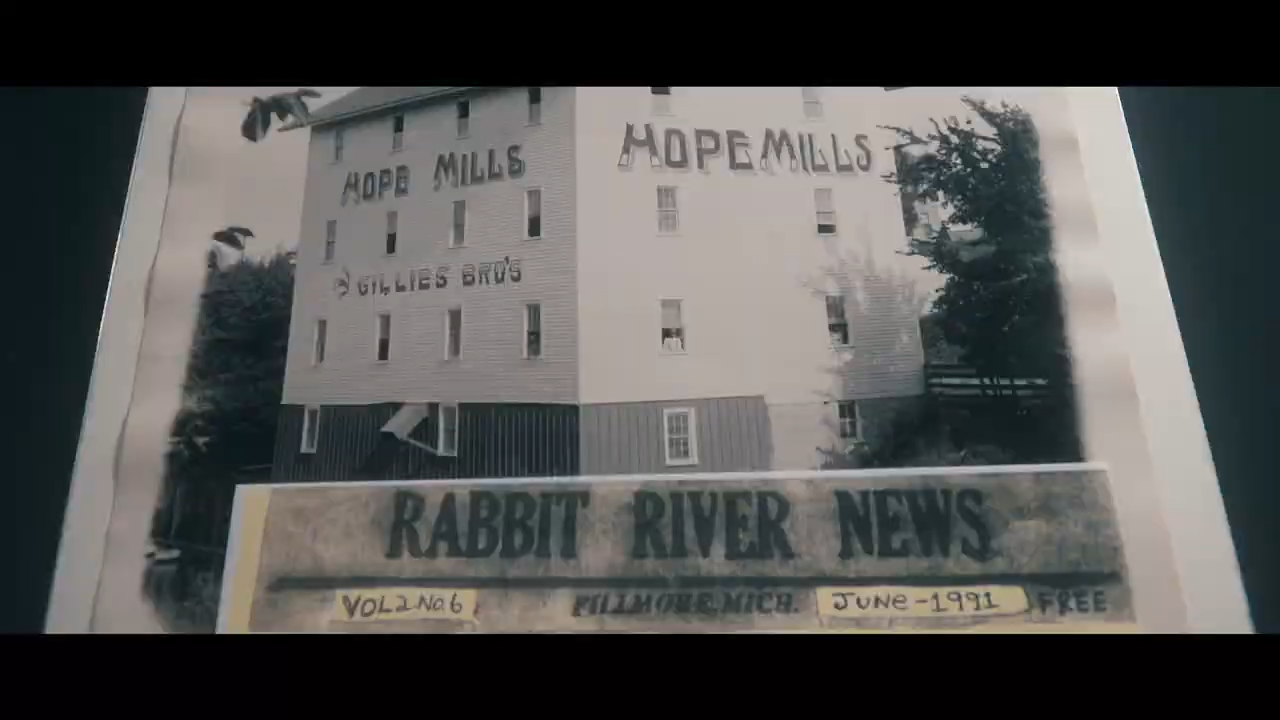 HOPE MILLS
HOPE MILLS
GILLIES BRO'S
RABBIT RIVER NEWS
VOL 2 No 6 FILLMORE, MICH. JUNE-1991 FREE